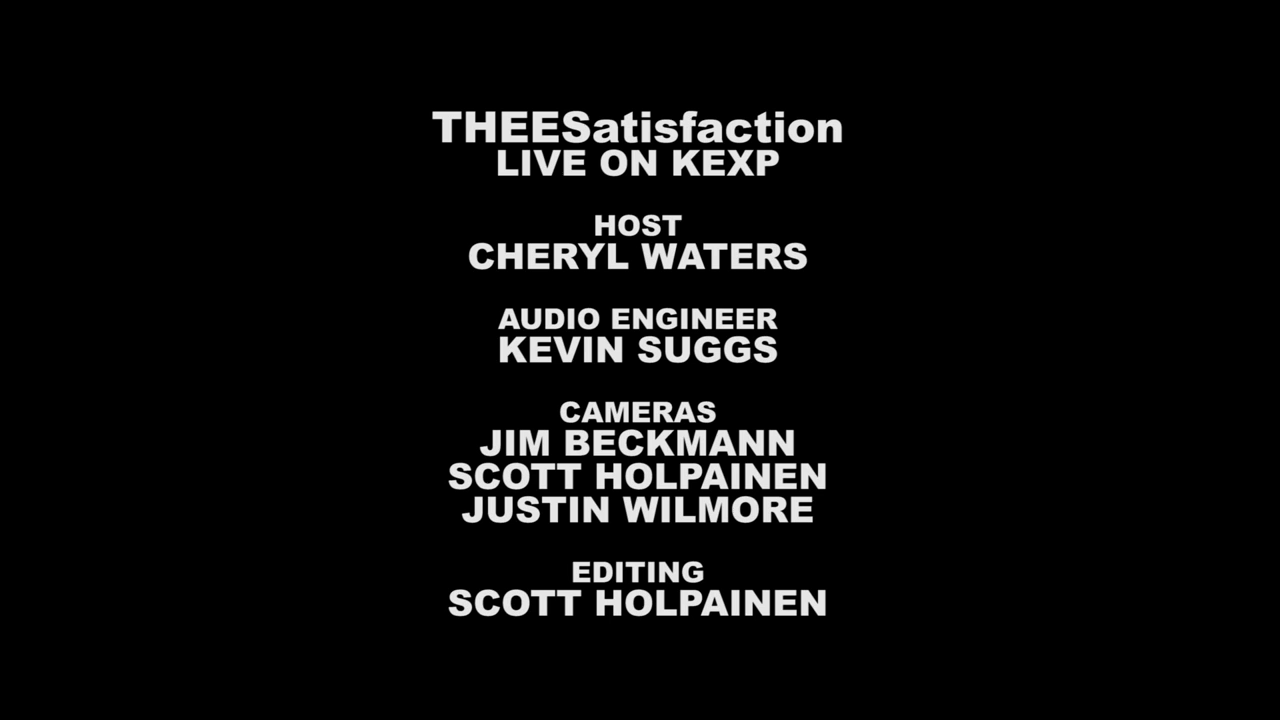 THEESatisfaction
LIVE ON KEXP
HOST
CHERYL WATERS
AUDIO ENGINEER
KEVIN SUGGS
CAMERAS
JIM BECKMANN
SCOTT HOLPAINEN
JUSTIN WILMORE
EDITING
SCOTT HOLPAINEN